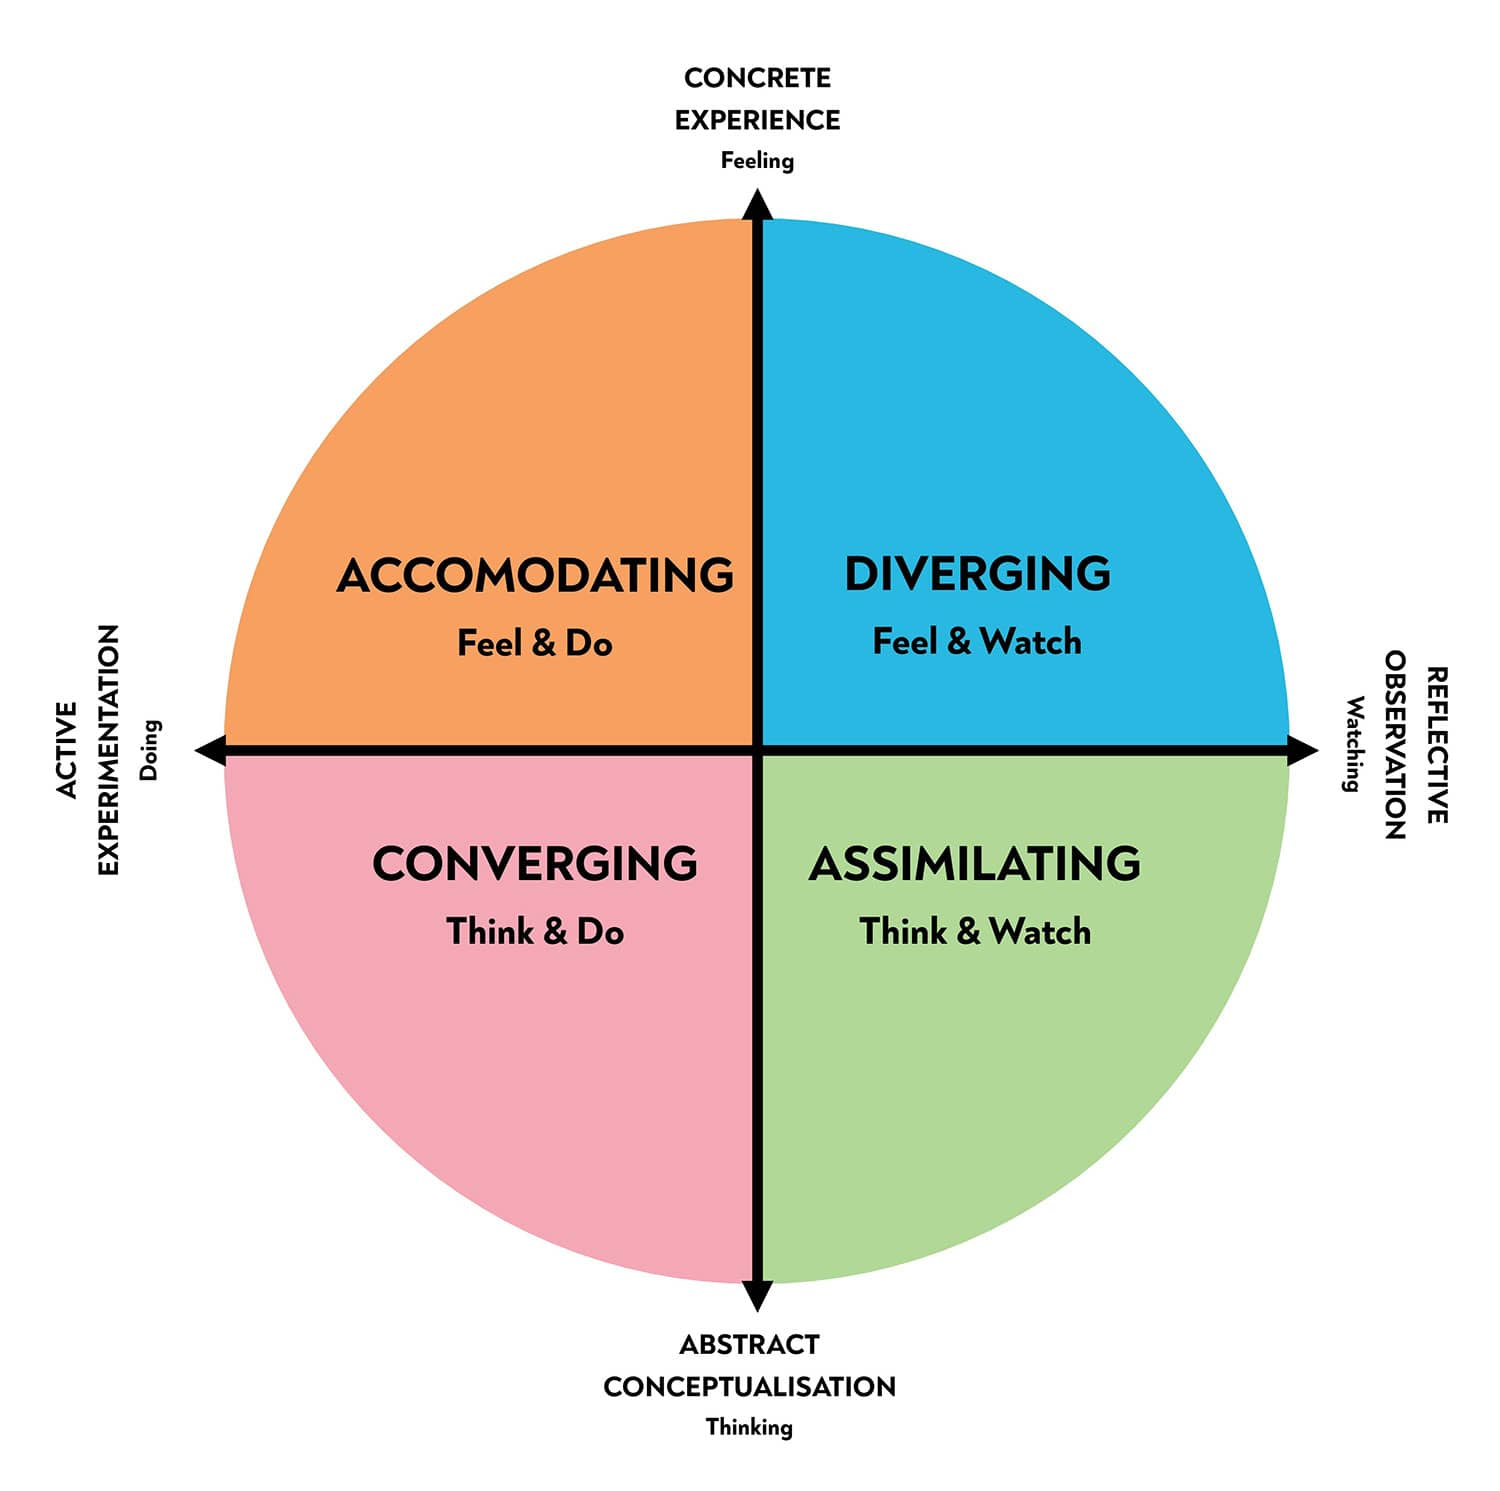 CONCRETE
EXPERIENCE
Feeling
ACCOMODATING
Feel & Do
DIVERGING
Feel & Watch
ACTIVE
EXPERIMENTATION
Doing
REFLECTIVE
OBSERVATION
Watching
CONVERGING
Think & Do
ASSIMILATING
Think & Watch
ABSTRACT
CONCEPTUALISATION
Thinking